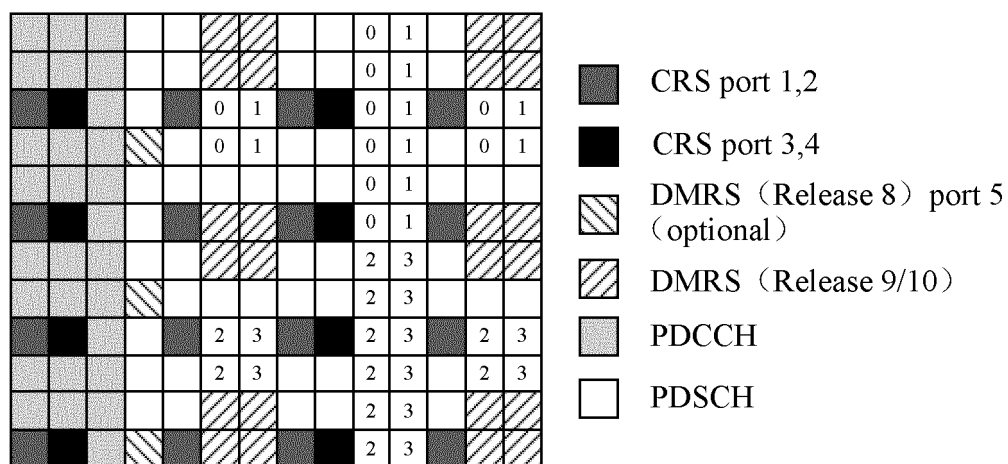 0 1
0 1
0 1 0 1 0 1
0 1 0 1 0 1
0 1
0 1
2 3
2 3
2 3 2 3 2 3
2 3 2 3 2 3
2 3
2 3
CRS port 1,2
CRS port 3,4
DMRS（Release 8）port 5
（optional）
DMRS（Release 9/10）
PDCCH
PDSCH